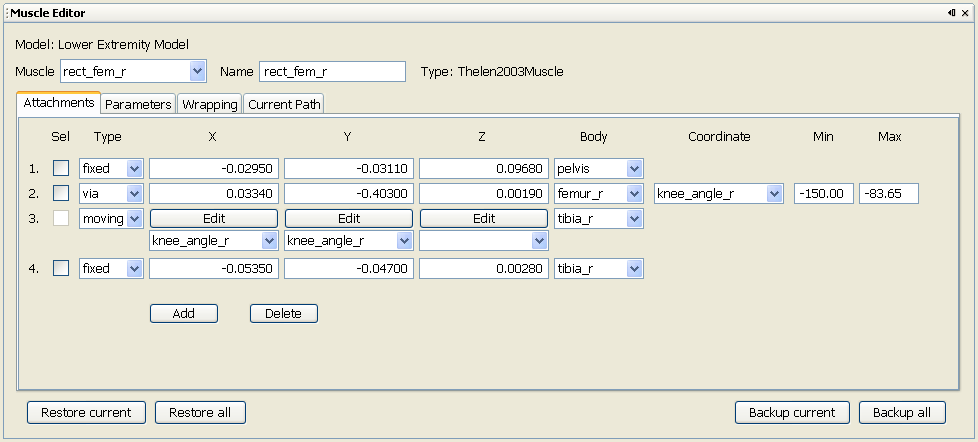 Muscle Editor
Model: Lower Extremity Model
Muscle rect_fem_r Name rect_fem_r Type: Thelen2003Muscle
Attachments Parameters Wrapping Current Path
Sel Type X Y Z Body Coordinate Min Max
1. fixed -0.02950 -0.03110 0.09680 pelvis
2. via 0.03340 -0.40300 0.00190 femur_r knee_angle_r -150.00 -83.65
3. moving Edit Edit Edit tibia_r
knee_angle_r knee_angle_r
4. fixed -0.05350 -0.04700 0.00280 tibia_r
Add Delete
Restore current Restore all Backup current Backup all